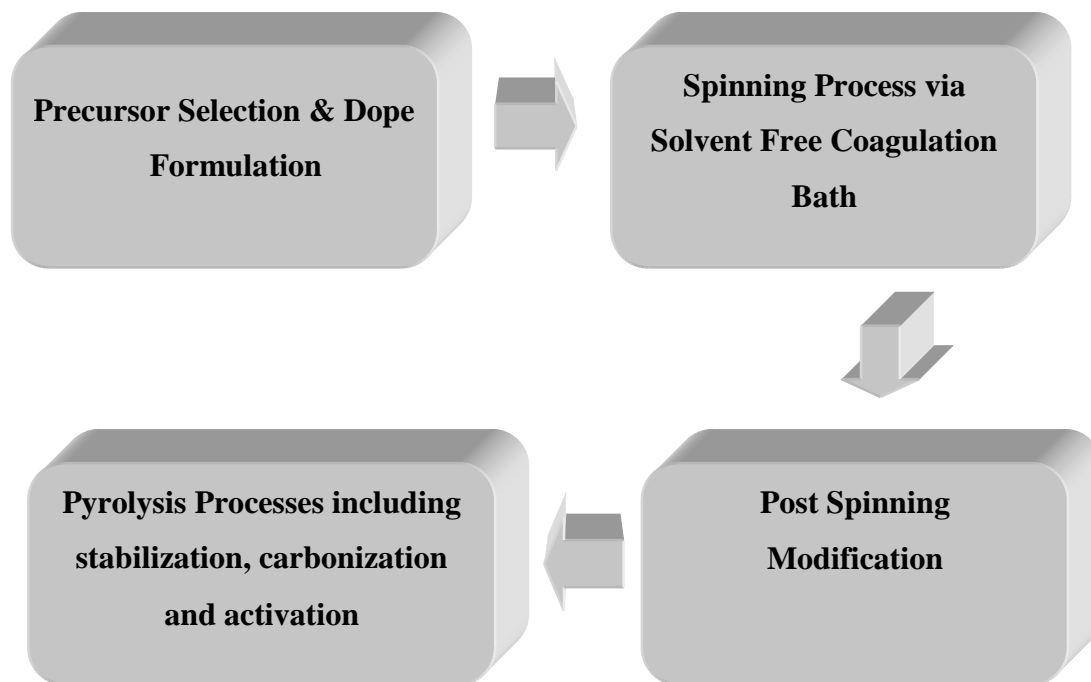 Precursor Selection & Dope
Formulation
Spinning Process via
Solvent Free Coagulation
Bath
Post Spinning
Modification
Pyrolysis Processes including
stabilization, carbonization
and activation